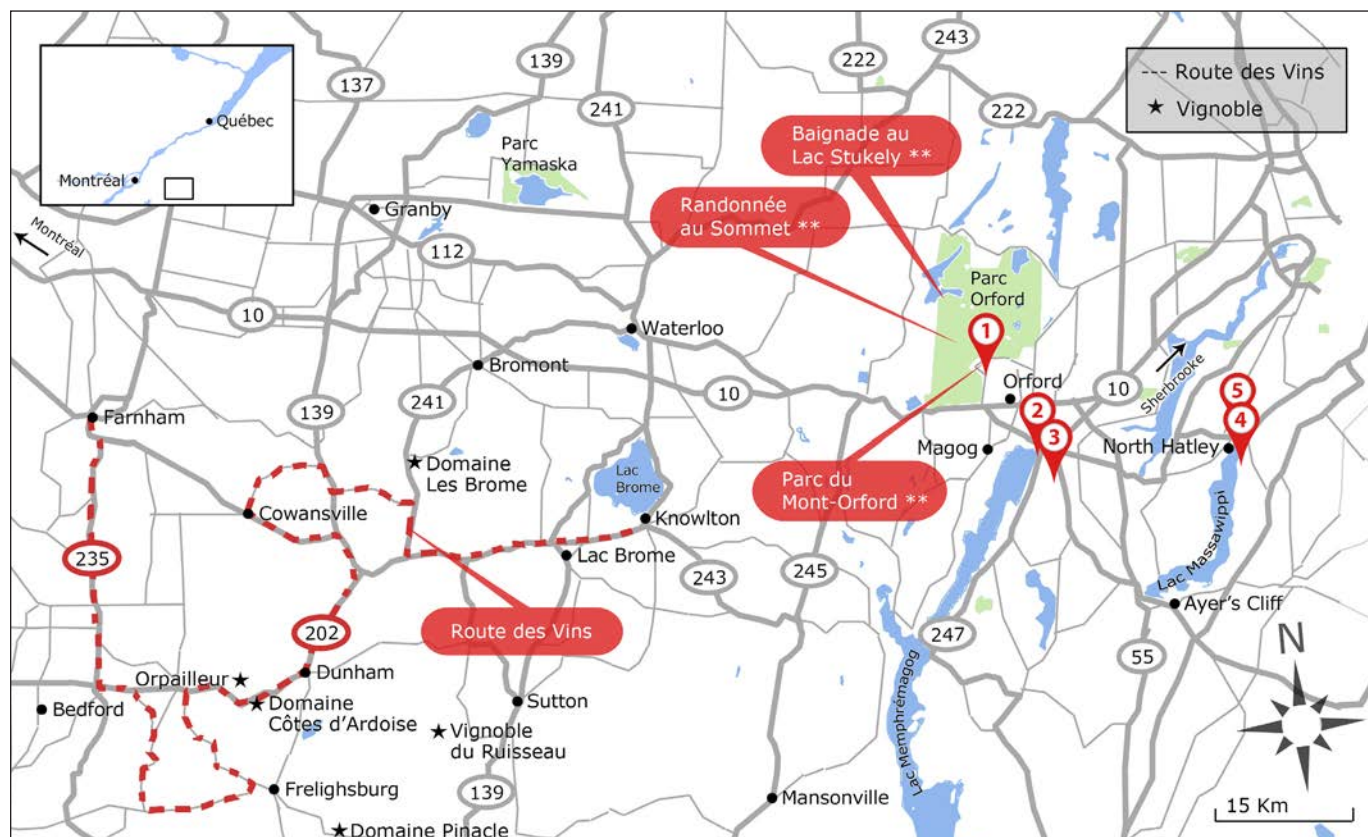 139
222
243
137
241
222
Route des Vins
Vignoble
Québec
Montréal
Baignade au
Lac Stukely **
Parc
Yamaska
Randonnée
au Sommet **
Granby
Montréal
112
Parc
Orford
10
Waterloo
1
Bromont
10
Orford
10
Sherbrooke
5
139
241
2
4
Farnham
3
Magog
North Hatley
Domaine
Les Brome
Lac
Brome
Parc du
Mont-Orford **
Cowansville
Knowlton
235
Lac Brome
243
245
Lac Massawippi
Ayer's Cliff
202
Route des Vins
247
55
N
Orpailleur
Dunham
Bedford
Domaine
Côtes d'Ardoise
Sutton
Vignoble
du Ruisseau
Lac Memphrémagog
Frelighsburg
139
Mansonville
15 Km
Domaine Pinacle